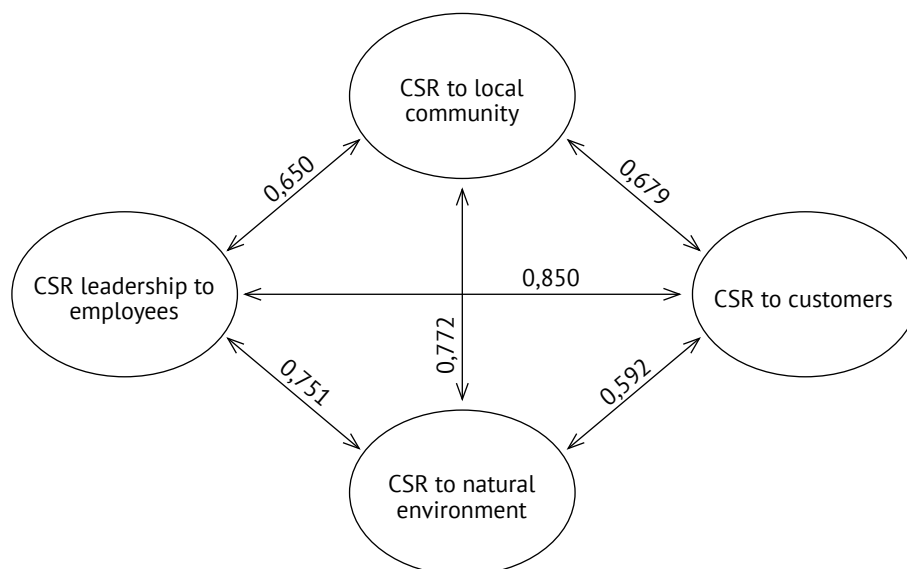 CSR to local
community
0,650
0,679
CSR leadership to
employees
0,850
CSR to customers
0,772
0,751
0,592
CSR to natural
environment